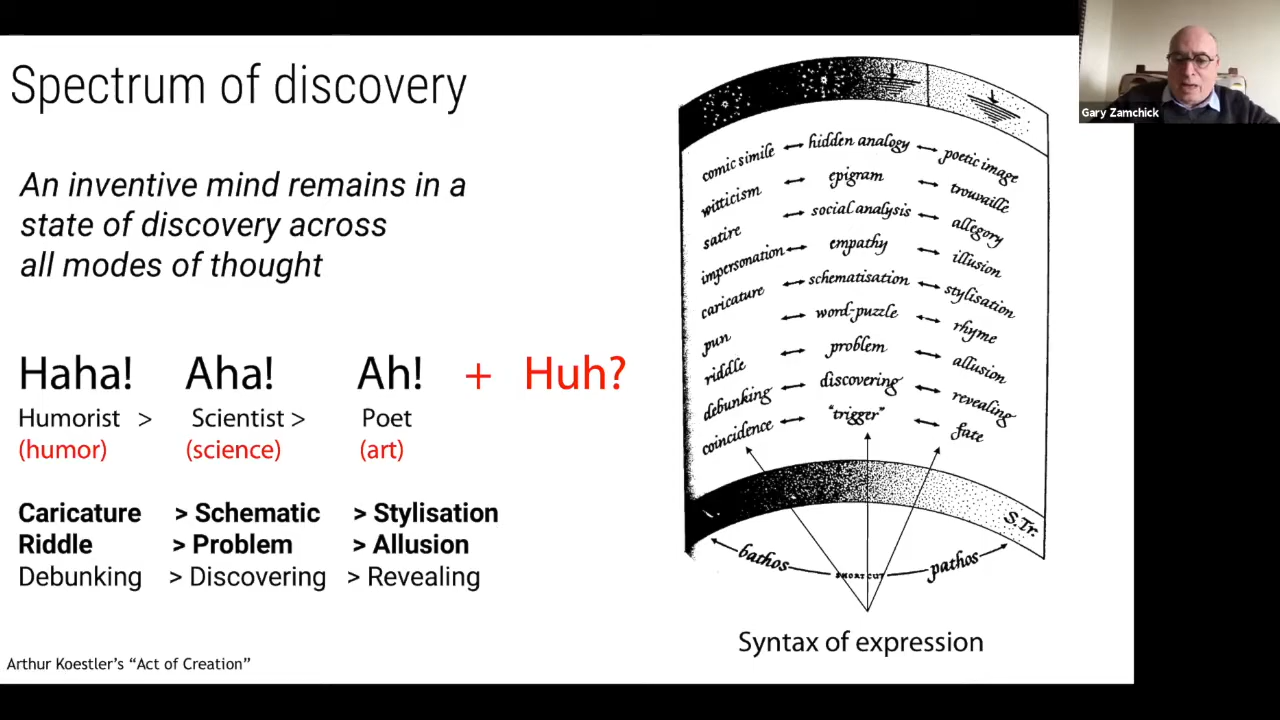 Spectrum of discovery
An inventive mind remains in a
state of discovery across
all modes of thought
Haha! Aha! Ah! + Huh?
Humorist > Scientist > Poet
(humor) (science) (art)
Caricature > Schematic > Stylisation
Riddle > Problem > Allusion
Debunking > Discovering > Revealing
Arthur Koestler's “Act of Creation”
comic simile hidden analogy poetic image
witticism epigram trouvaille
satire social analysis allegory
impersonation empathy illusion
caricature schematisation stylisation
pun word-puzzle rhyme
riddle problem allusion
debunking discovering revealing
coincidence “trigger” fate
S.Tr.
bathos SHORTCUT pathos
Syntax of expression
Gary Zamchick